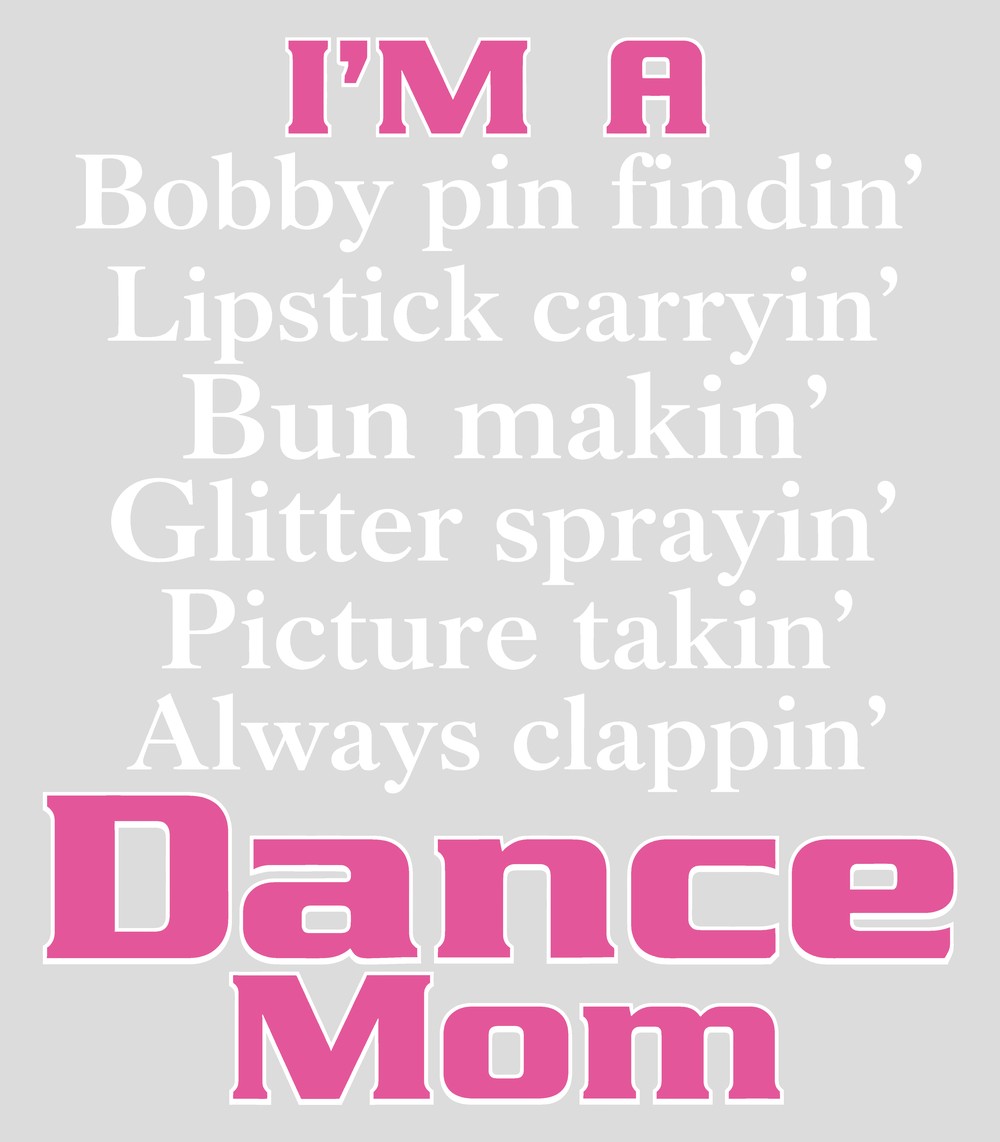 I'M A
Bobby pin findin’
Lipstick carryin’
Bun makin’
Glitter sprayin’
Picture takin’
Always clappin’
Dance
Mom